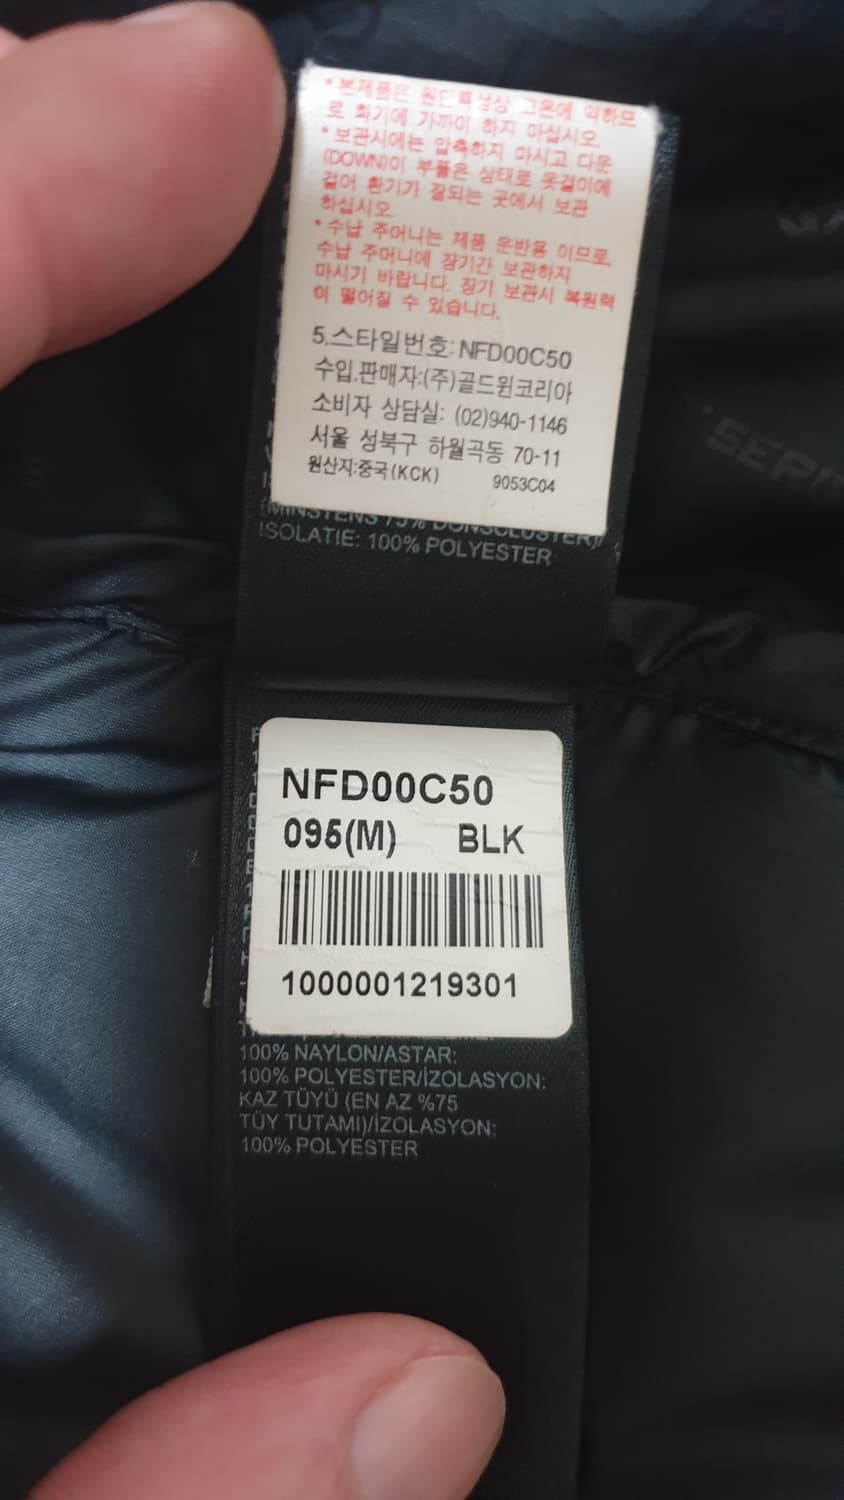 * 본제품은 원단특성상 고온에 약하므
로 화기에 가까이 하지 마십시오.
* 보관시에는 압축하지 마시고 다운
(DOWN)이 부풀은 상태로 옷걸이에
걸어 환기가 잘되는 곳에서 보관
하십시오.
* 수납 주머니는 제품 운반용 이므로,
수납 주머니에 장기간 보관하지
마시기 바랍니다. 장기 보관시 복원력
이 떨어질 수 있습니다.
5.스타일번호: NFD00C50
수입.판매자:(주)골드윈코리아
소비자 상담실: (02)940-1146
서울 성북구 하월곡동 70-11
원산지:중국(KCK) 9053C04
(MINSTENS 75% DONSCLUSTER)/
ISOLATIE: 100% POLYESTER
SERI
NFD00C50
095(M) BLK
1000001219301
100% NAYLON/ASTAR:
100% POLYESTER/İZOLASYON:
KAZ TÜYÜ (EN AZ %75
TÜY TUTAMI)/İZOLASYON:
100% POLYESTER